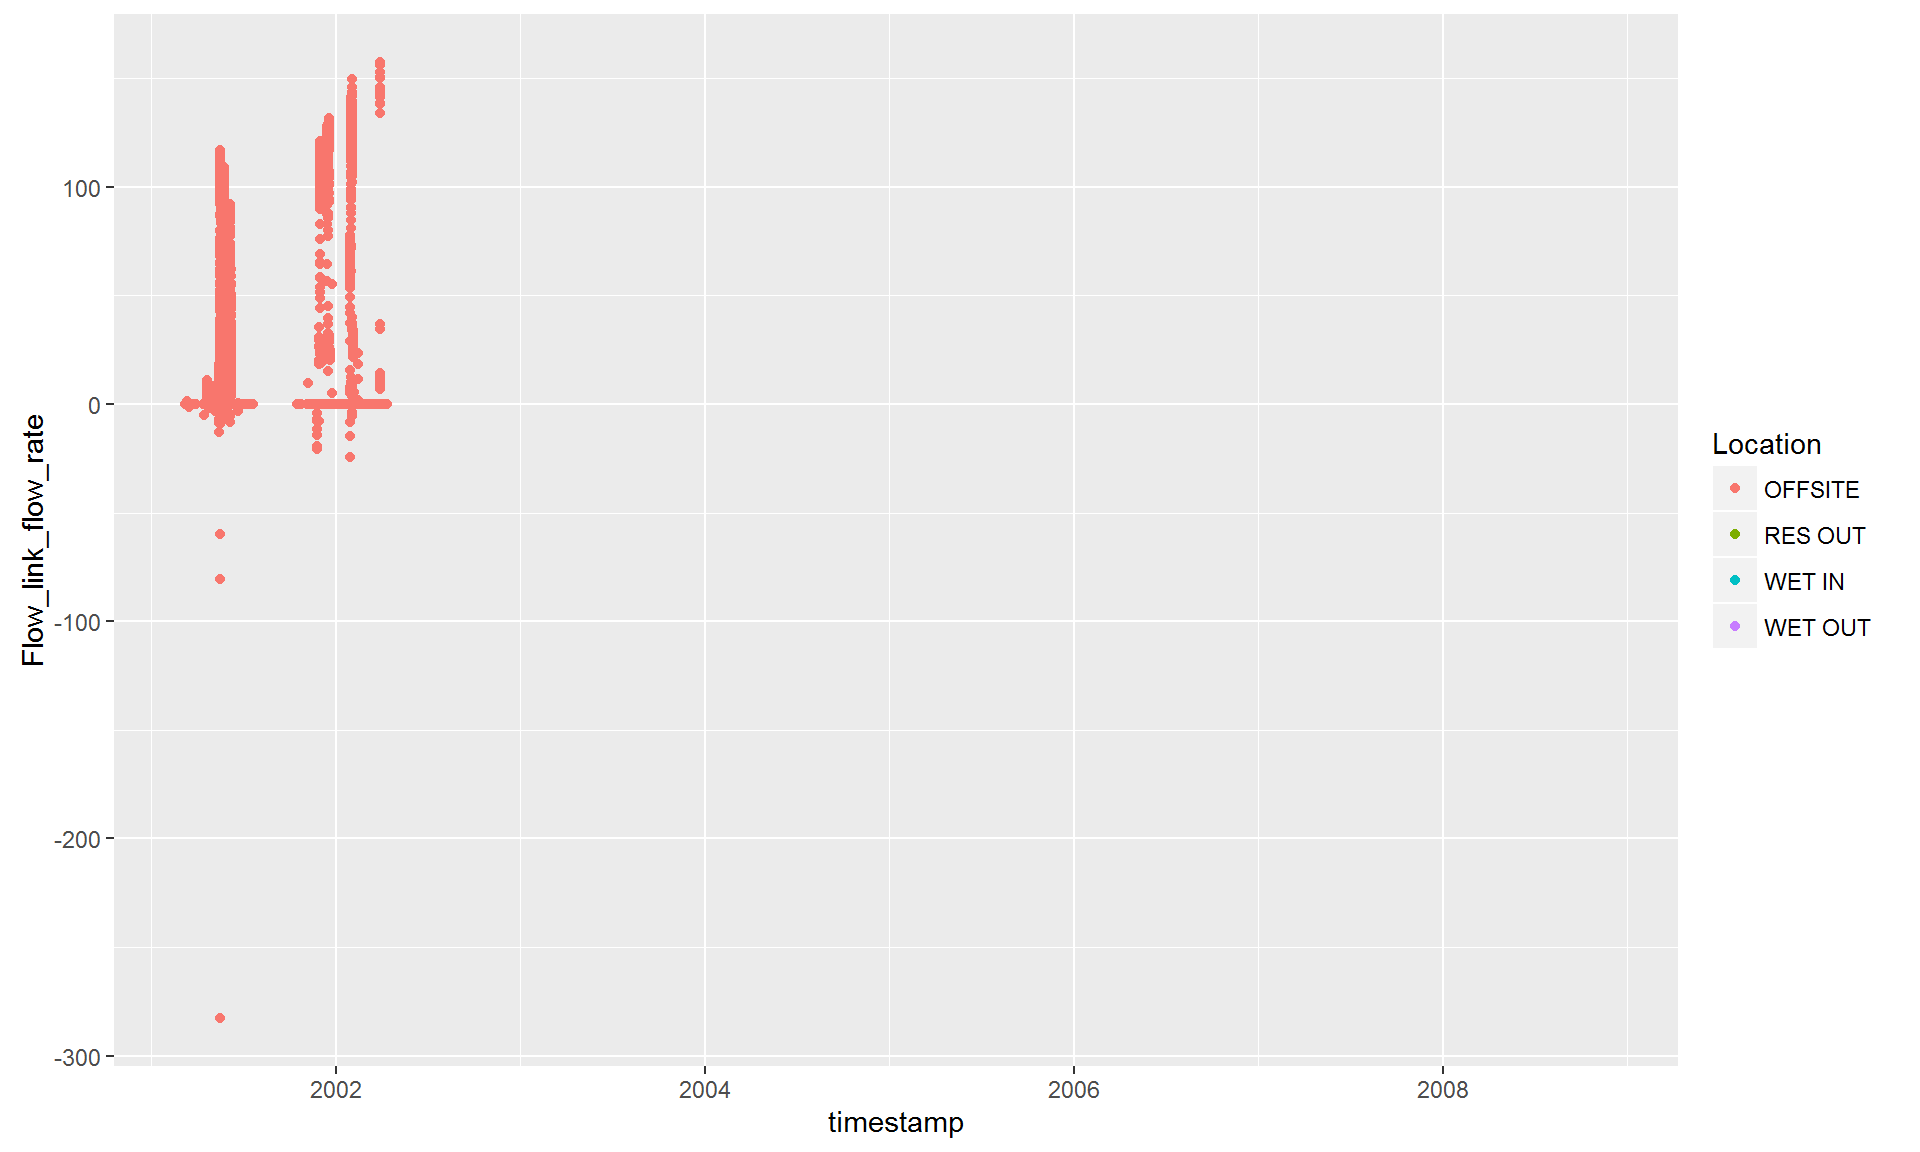 Flow_link_flow_rate
100
0
-100
-200
-300
2002
2004
2006
2008
timestamp
Location
OFFSITE
RES OUT
WET IN
WET OUT